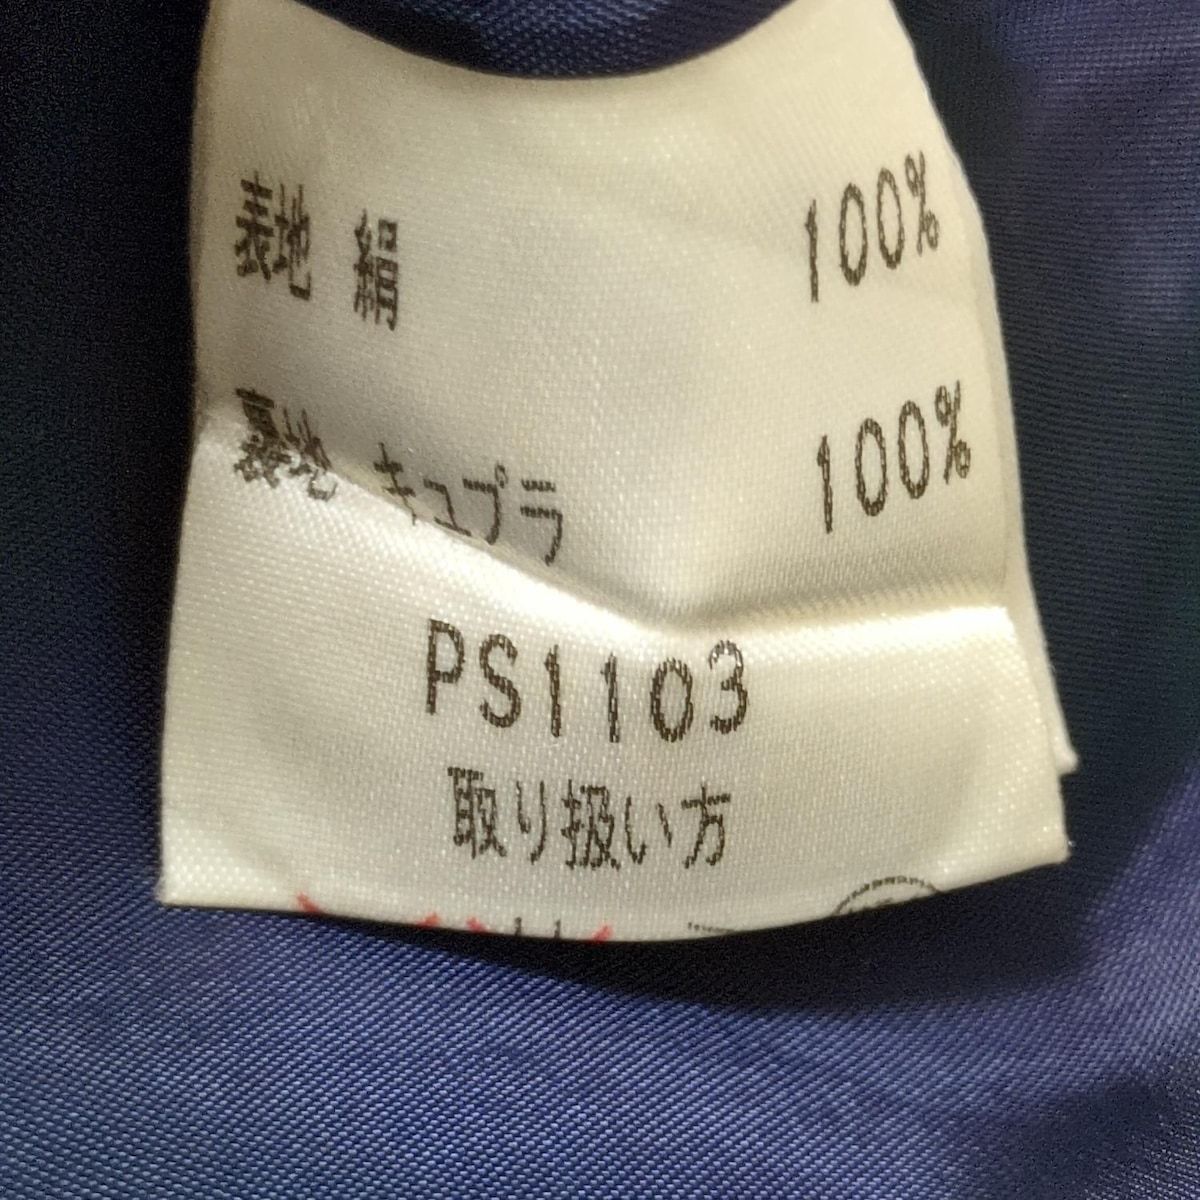 表地 絹 100%
裏地 キュプラ 100%
PS1103
取り扱い方